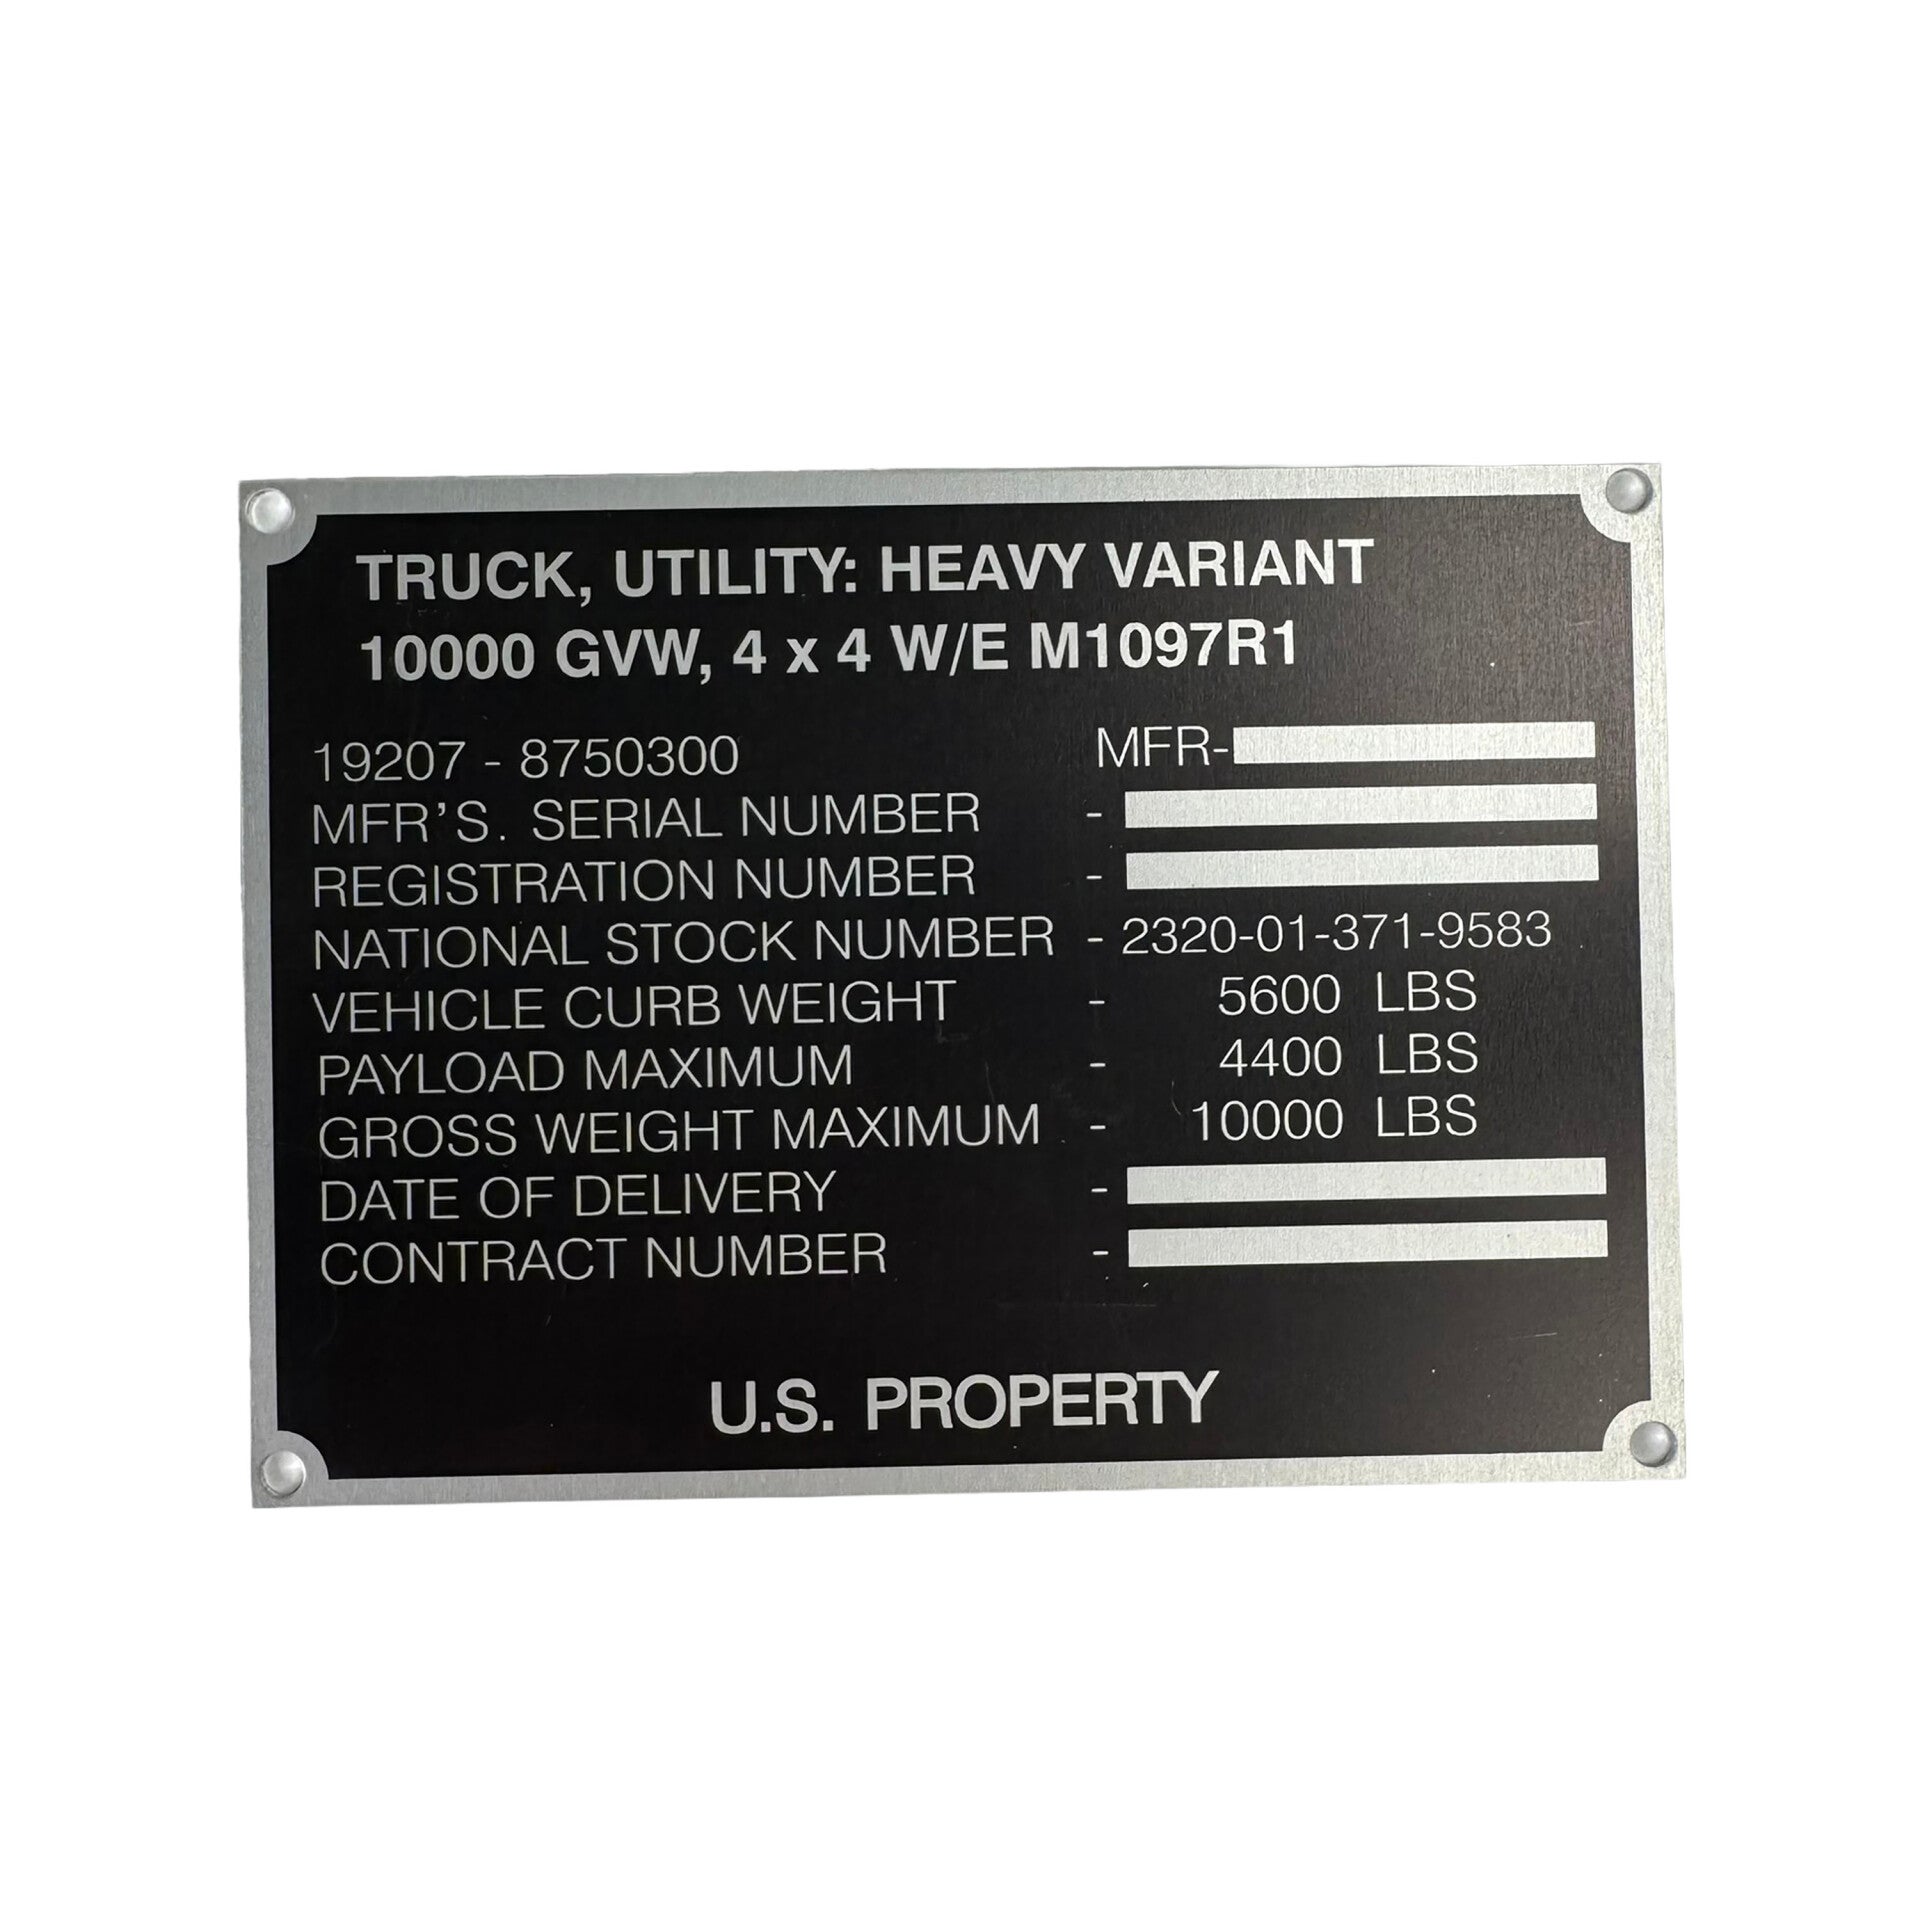 TRUCK, UTILITY: HEAVY VARIANT
10000 GVW, 4 x 4 W/E M1097R1
19207 - 8750300 MFR-
MFR'S. SERIAL NUMBER -
REGISTRATION NUMBER -
NATIONAL STOCK NUMBER - 2320-01-371-9583
VEHICLE CURB WEIGHT - 5600 LBS
PAYLOAD MAXIMUM - 4400 LBS
GROSS WEIGHT MAXIMUM - 10000 LBS
DATE OF DELIVERY -
CONTRACT NUMBER -
U.S. PROPERTY